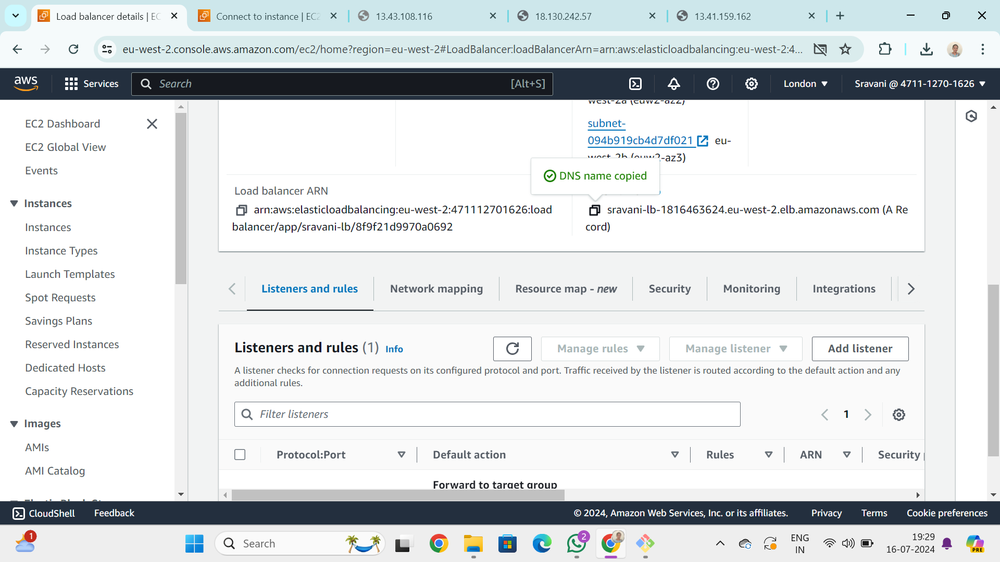 Load balancer details | EC
Connect to instance | EC2
13.43.108.116
18.130.242.57
13.41.159.162
eu-west-2.console.aws.amazon.com/ec2/home?region=eu-west-2#LoadBalancer:loadBalancerArn=arn:aws:elasticloadbalancing:eu-west-2:4...
aws
Services
Search
[Alt+S]
London
Sravani @ 4711-1270-1626
EC2 Dashboard
EC2 Global View
Events
Instances
Instances
Instance Types
Launch Templates
Spot Requests
Savings Plans
Reserved Instances
Dedicated Hosts
Capacity Reservations
Images
AMIs
AMI Catalog
west-2a (euw2-az2)
subnet-
094b919cb4d7df021 eu-
west-2b (euw2-az3)
DNS name copied
Load balancer ARN
arn:aws:elasticloadbalancing:eu-west-2:471112701626:load
balancer/app/sravani-lb/8f9f21d9970a0692
sravani-lb-1816463624.eu-west-2.elb.amazonaws.com (A Re
cord)
Listeners and rules
Network mapping
Resource map - new
Security
Monitoring
Integrations
Listeners and rules (1) Info
Manage rules
Manage listener
Add listener
A listener checks for connection requests on its configured protocol and port. Traffic received by the listener is routed according to the default action and any
additional rules.
Filter listeners
1
Protocol:Port
Default action
Rules
ARN
Security
Forward to target group
CloudShell
Feedback
© 2024, Amazon Web Services, Inc. or its affiliates.
Privacy
Terms
Cookie preferences
1
Search
2
ENG
IN
19:29
16-07-2024
PRE